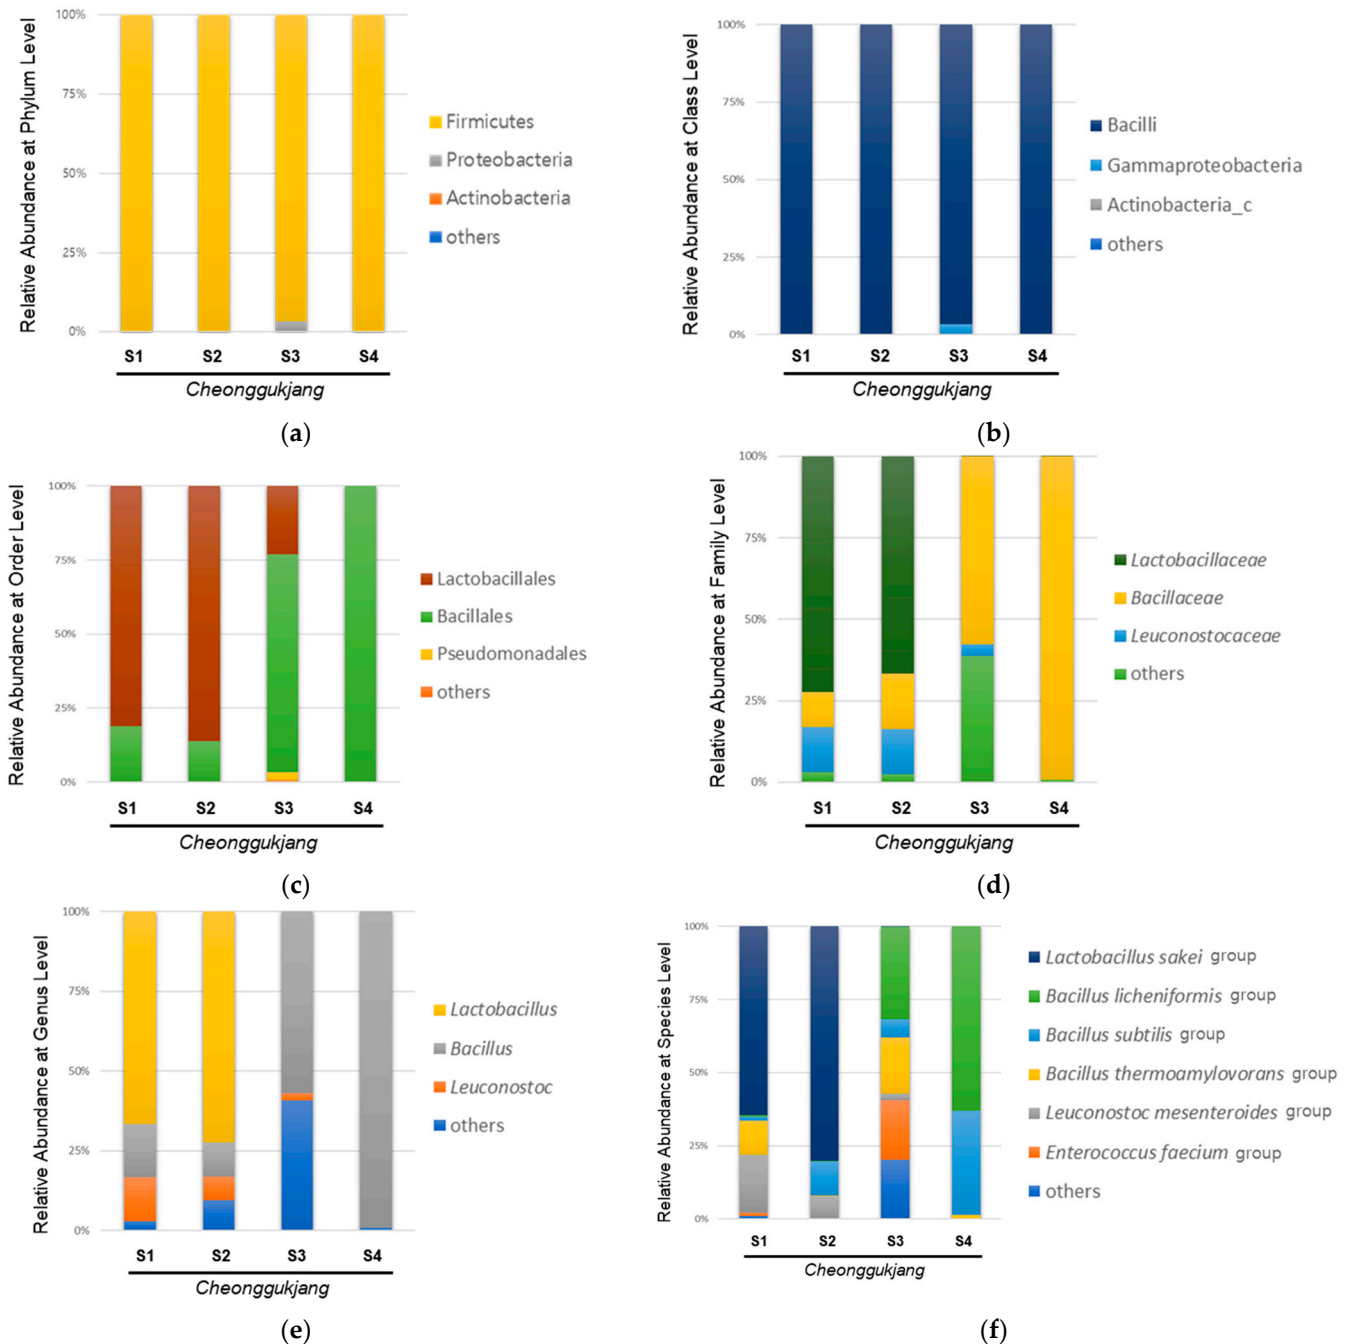 Relative Abundance at Phylum Level
100%
75%
50%
25%
0%
S1 S2 S3 S4
Cheonggukjang
Firmicutes
Proteobacteria
Actinobacteria
others
(a)
Relative Abundance at Class Level
100%
75%
50%
25%
0%
S1 S2 S3 S4
Cheonggukjang
Bacilli
Gammaproteobacteria
Actinobacteria_c
others
(b)
Relative Abundance at Order Level
100%
75%
50%
25%
0%
S1 S2 S3 S4
Cheonggukjang
Lactobacillales
Bacillales
Pseudomonadales
others
(c)
Relative Abundance at Family Level
100%
75%
50%
25%
0%
S1 S2 S3 S4
Cheonggukjang
Lactobacillaceae
Bacillaceae
Leuconostocaceae
others
(d)
Relative Abundance at Genus Level
100%
75%
50%
25%
0%
S1 S2 S3 S4
Cheonggukjang
Lactobacillus
Bacillus
Leuconostoc
others
(e)
Relative Abundance at Species Level
100%
75%
50%
25%
0%
S1 S2 S3 S4
Cheonggukjang
Lactobacillus sakei group
Bacillus licheniformis group
Bacillus subtilis group
Bacillus thermoamylovorans group
Leuconostoc mesenteroides group
Enterococcus faecium group
others
(f)